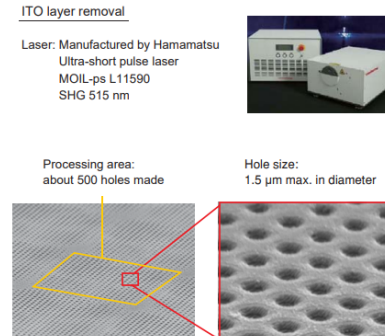 ITO layer removal
Laser: Manufactured by Hamamatsu
Ultra-short pulse laser
MOIL-ps L11590
SHG 515 nm
Processing area:
about 500 holes made
Hole size:
1.5 µm max. in diameter